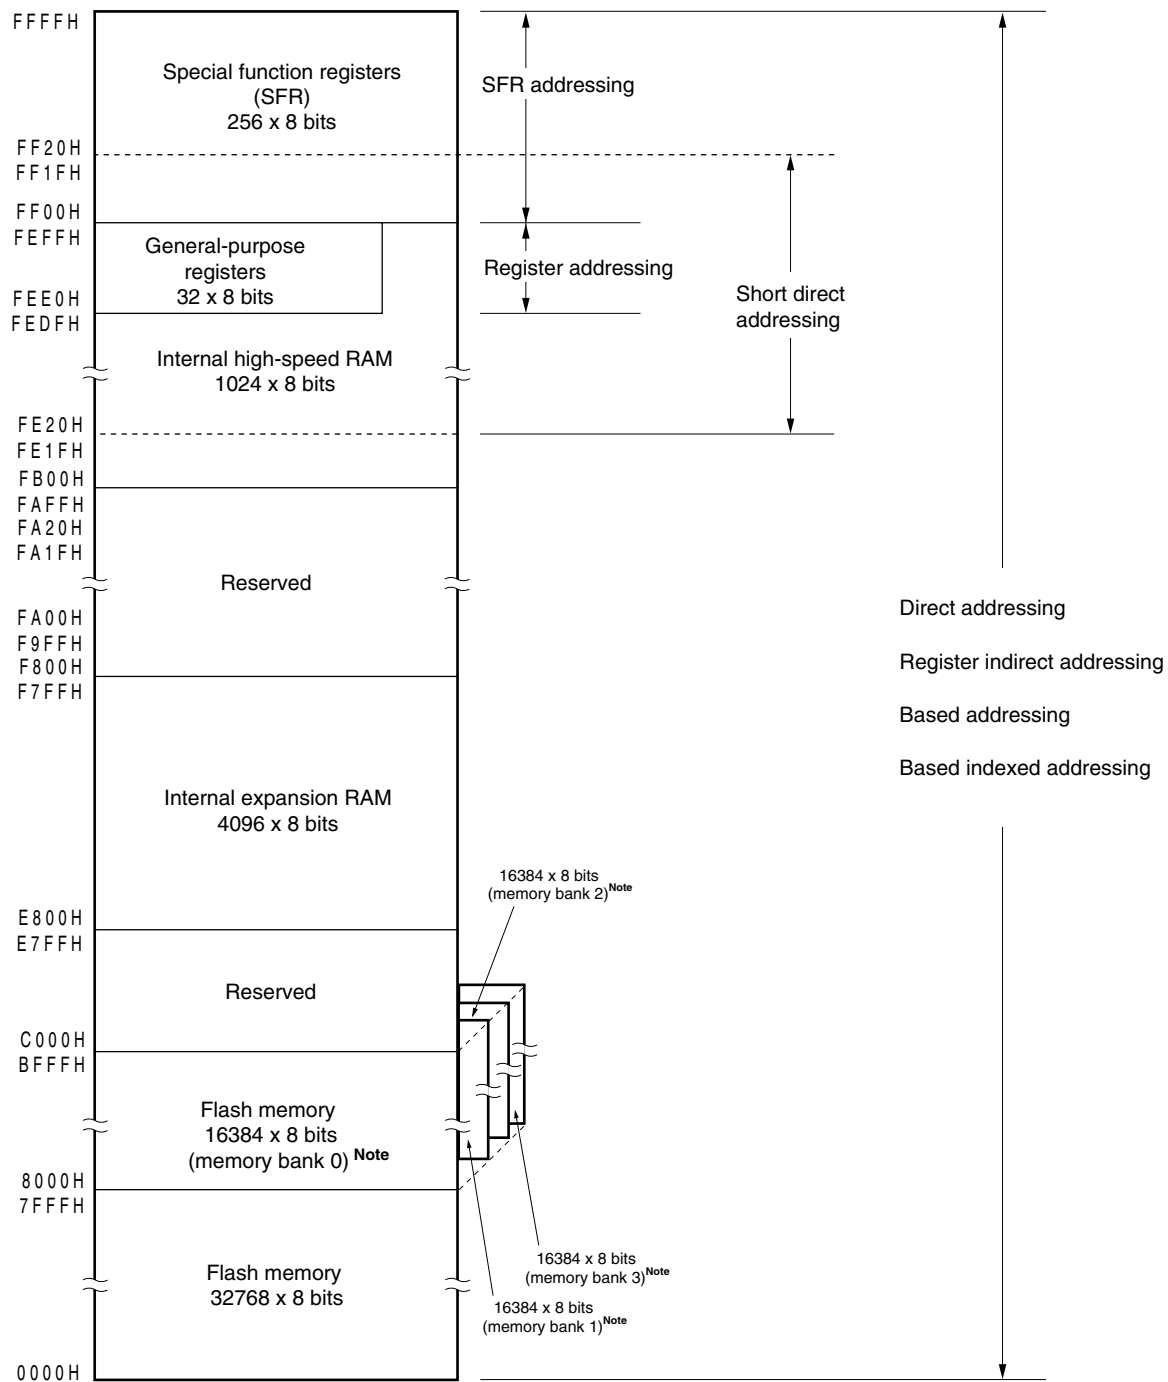 FFFFH
Special function registers
(SFR)
256 x 8 bits
SFR addressing
FF20H
FF1FH
FF00H
FEFFH
General-purpose
registers
32 x 8 bits
Register addressing
Short direct
addressing
FEE0H
FEDFH
Internal high-speed RAM
1024 x 8 bits
FE20H
FE1FH
FB00H
FAFFH
FA20H
FA1FH
Reserved
FA00H
F9FFH
F800H
F7FFH
Direct addressing
Register indirect addressing
Based addressing
Based indexed addressing
Internal expansion RAM
4096 x 8 bits
16384 x 8 bits
(memory bank 2) Note
E800H
E7FFH
Reserved
C000H
BFFFH
Flash memory
16384 x 8 bits
(memory bank 0) Note
8000H
7FFFH
Flash memory
32768 x 8 bits
16384 x 8 bits
(memory bank 3) Note
16384 x 8 bits
(memory bank 1) Note
0000H